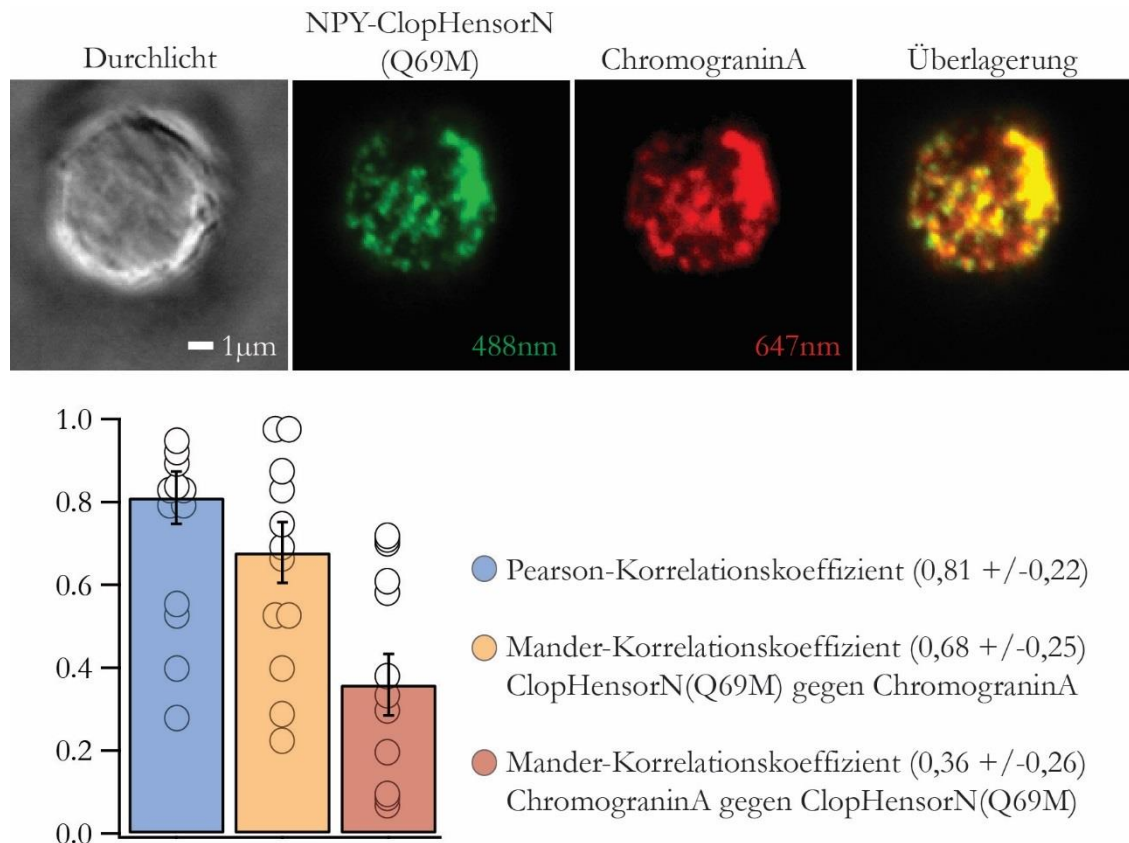 Durchlicht
NPY-ClopHensorN
(Q69M)
ChromograninA
Überlagerung
1µm
488nm
647nm
1.0
0.8
0.6
0.4
0.2
0.0
Pearson-Korrelationskoeffizient (0,81 +/-0,22)
Mander-Korrelationskoeffizient (0,68 +/-0,25)
ClopHensorN(Q69M) gegen ChromograninA
Mander-Korrelationskoeffizient (0,36 +/-0,26)
ChromograninA gegen ClopHensorN(Q69M)